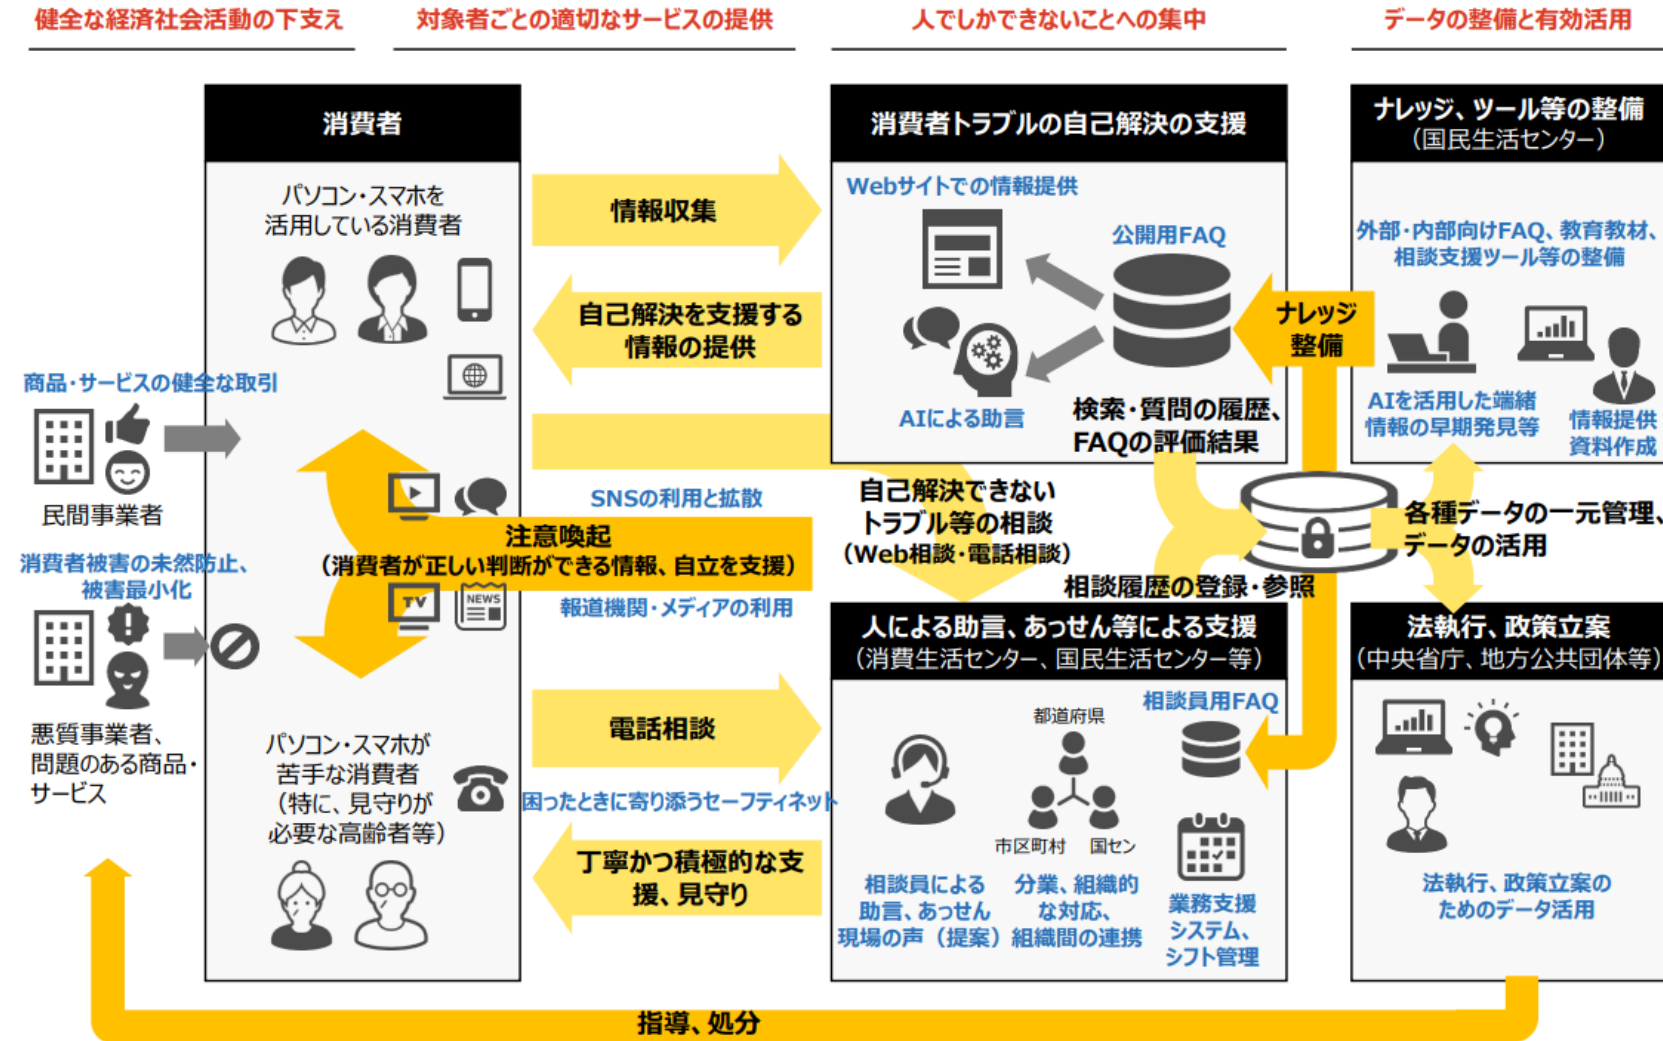 健全な経済社会活動の下支え
対象者ごとの適切なサービスの提供
人でしかできないことへの集中
データの整備と有効活用
消費者
パソコン・スマホを
活用している消費者
商品・サービスの健全な取引
民間事業者
消費者被害の未然防止、
被害最小化
悪質事業者、
問題のある商品・
サービス
情報収集
自己解決を支援する
情報の提供
SNSの利用と拡散
注意喚起
（消費者が正しい判断ができる情報、自立を支援）
TV
NEWS
報道機関・メディアの利用
パソコン・スマホが
苦手な消費者
（特に、見守りが
必要な高齢者等）
電話相談
困ったときに寄り添うセーフティネット
丁寧かつ積極的な支
援、見守り
消費者トラブルの自己解決の支援
Webサイトでの情報提供
公開用FAQ
AIによる助言
検索・質問の履歴、
FAQの評価結果
自己解決できない
トラブル等の相談
（Web相談・電話相談）
相談履歴の登録・参照
人による助言、あっせん等による支援
（消費生活センター、国民生活センター等）
相談員用FAQ
都道府県
市区町村
国セン
相談員による
助言、あっせん
現場の声（提案）
分業、組織的
な対応、
組織間の連携
業務支援
システム、
シフト管理
ナレッジ
整備
ナレッジ、ツール等の整備
（国民生活センター）
外部・内部向けFAQ、教育教材、
相談支援ツール等の整備
AIを活用した端緒
情報の早期発見等
情報提供
資料作成
各種データの一元管理、
データの活用
法執行、政策立案
（中央省庁、地方公共団体等）
法執行、政策立案の
ためのデータ活用
指導、処分